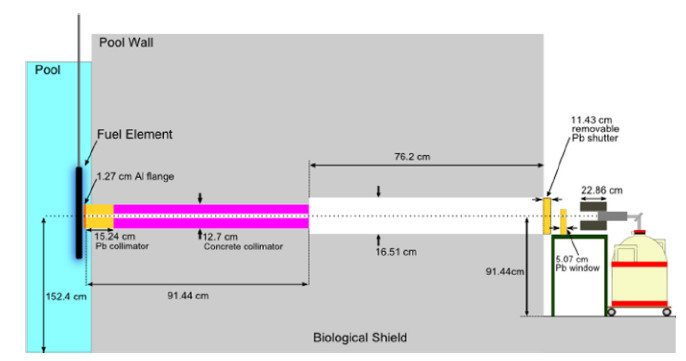 Pool Wall
Pool
Fuel Element
1.27 cm Al flange
76.2 cm
11.43 cm
removable
Pb shutter
22.86 cm
15.24 cm
Pb collimator
12.7 cm
Concrete collimator
16.51 cm
5.07 cm
Pb window
91.44cm
152.4 cm
91.44 cm
Biological Shield